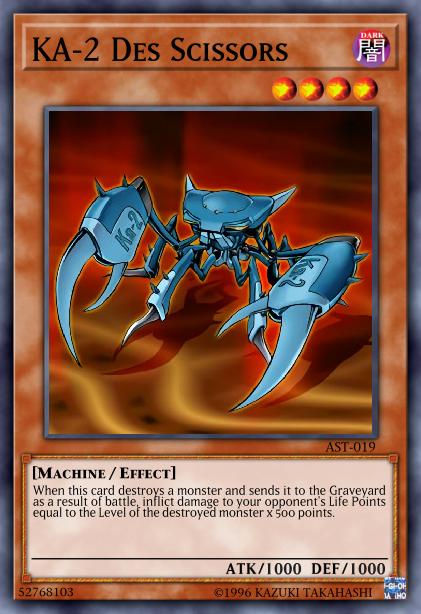 KA-2 DES SCISSORS
DARK
闇
Ka-2
Ka-2
AST-019
[MACHINE / EFFECT]
When this card destroys a monster and sends it to the Graveyard
as a result of battle, inflict damage to your opponent's Life Points
equal to the Level of the destroyed monster x 500 points.
ATK/1000 DEF/1000
52768103
©1996 KAZUKI TAKAHASHI